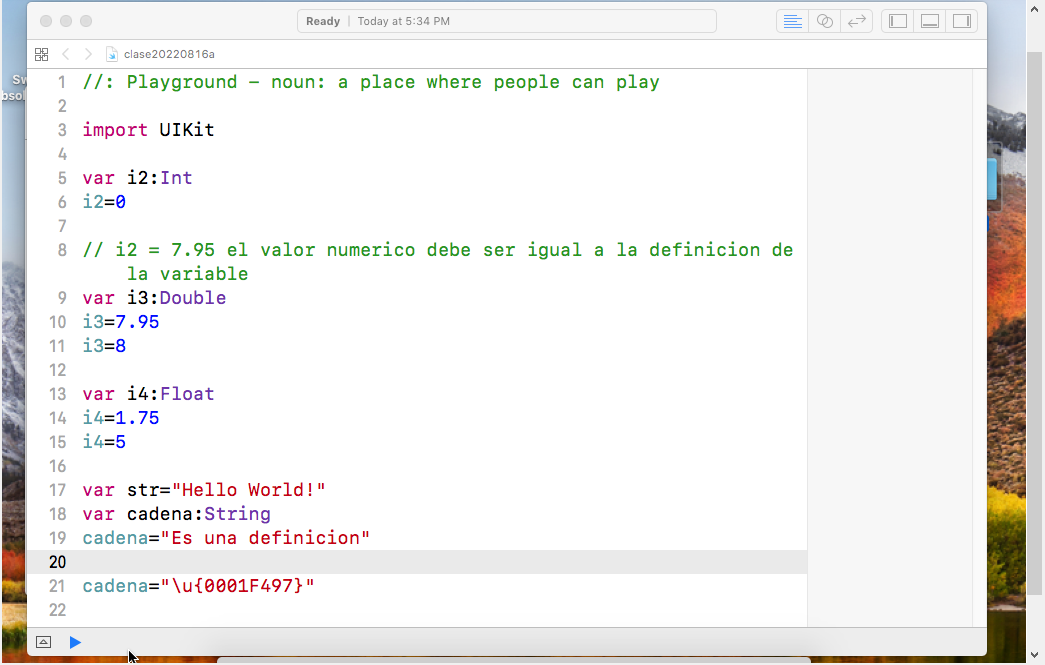 Ready | Today at 5:34 PM
clase20220816a
1 //: Playground - noun: a place where people can play
2
3 import UIKit
4
5 var i2:Int
6 i2=0
7
8 // i2 = 7.95 el valor numerico debe ser igual a la definicion de
la variable
9 var i3:Double
10 i3=7.95
11 i3=8
12
13 var i4:Float
14 i4=1.75
15 i4=5
16
17 var str="Hello World!"
18 var cadena:String
19 cadena="Es una definicion"
20
21 cadena="\u{0001F497}"
22